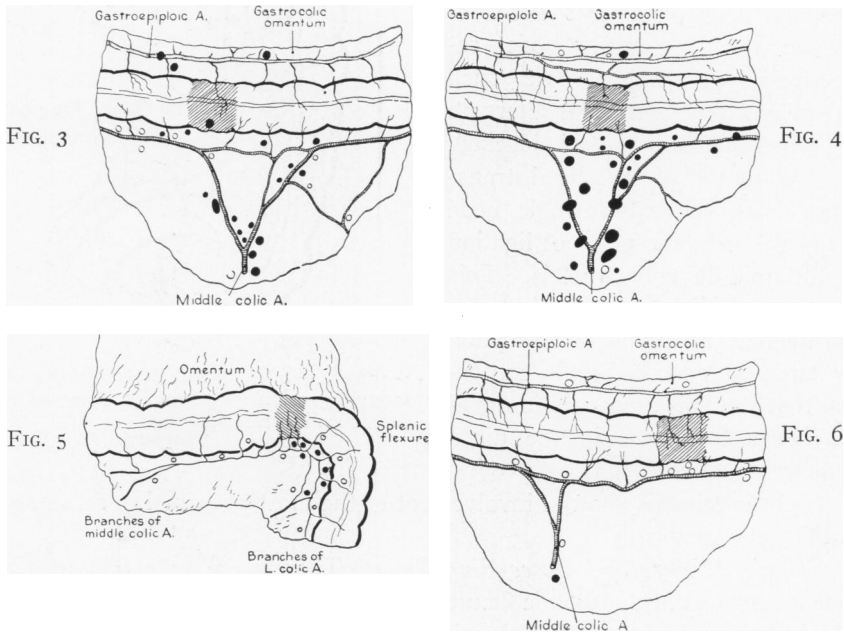 Gastroepiploic A.
Gastrocolic
omentum
FIG. 3
Middle colic A.
Gastroepiploic A.
Gastrocolic
omentum
FIG. 4
Middle colic A.
FIG. 5
Omentum
Splenic
flexure
Branches of
middle colic A.
Branches of
L. colic A.
Gastroepiploic A
Gastrocolic
omentum
FIG. 6
Middle colic A